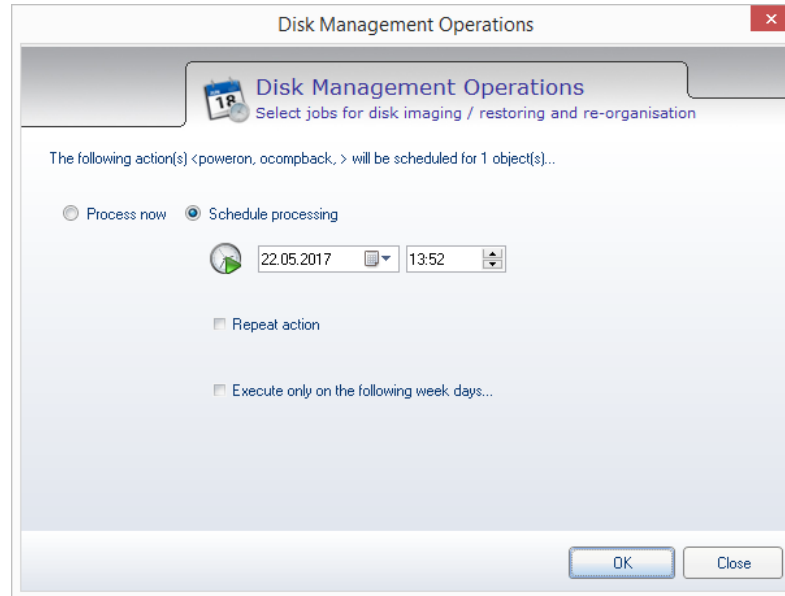 Disk Management Operations
18
Disk Management Operations
Select jobs for disk imaging / restoring and re-organisation
The following action(s) <poweron, ocompback, > will be scheduled for 1 object(s)...
Process now Schedule processing
22.05.2017 13:52
Repeat action
Execute only on the following week days...
OK Close